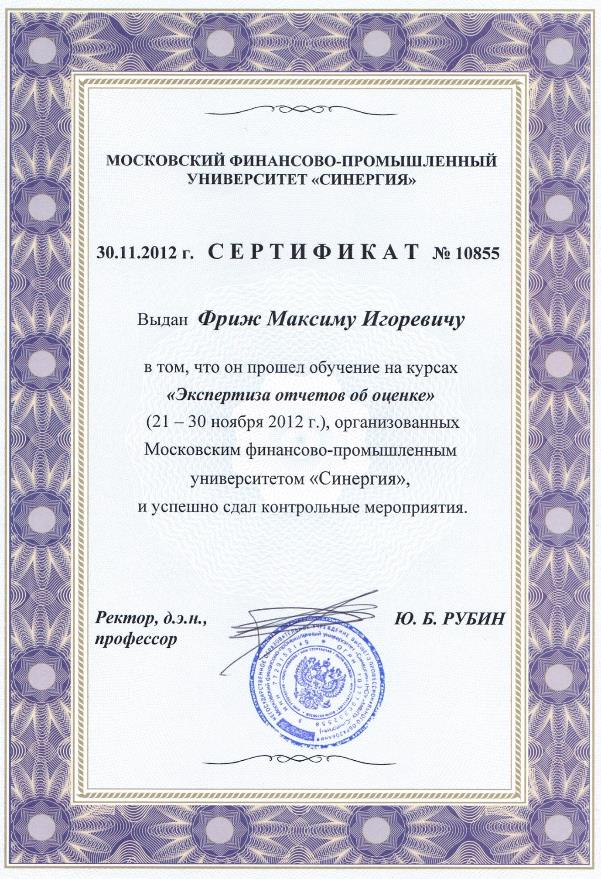 МОСКОВСКИЙ ФИНАНСОВО-ПРОМЫШЛЕННЫЙ
УНИВЕРСИТЕТ «СИНЕРГИЯ»
30.11.2012 г. СЕРТИФИКАТ № 10855
Выдан Фриж Максиму Игоревичу
в том, что он прошел обучение на курсах
«Экспертиза отчетов об оценке»
(21 – 30 ноября 2012 г.), организованных
Московским финансово-промышленным
университетом «Синергия»,
и успешно сдал контрольные мероприятия.
Ректор, д.э.н., Ю. Б. РУБИН
профессор